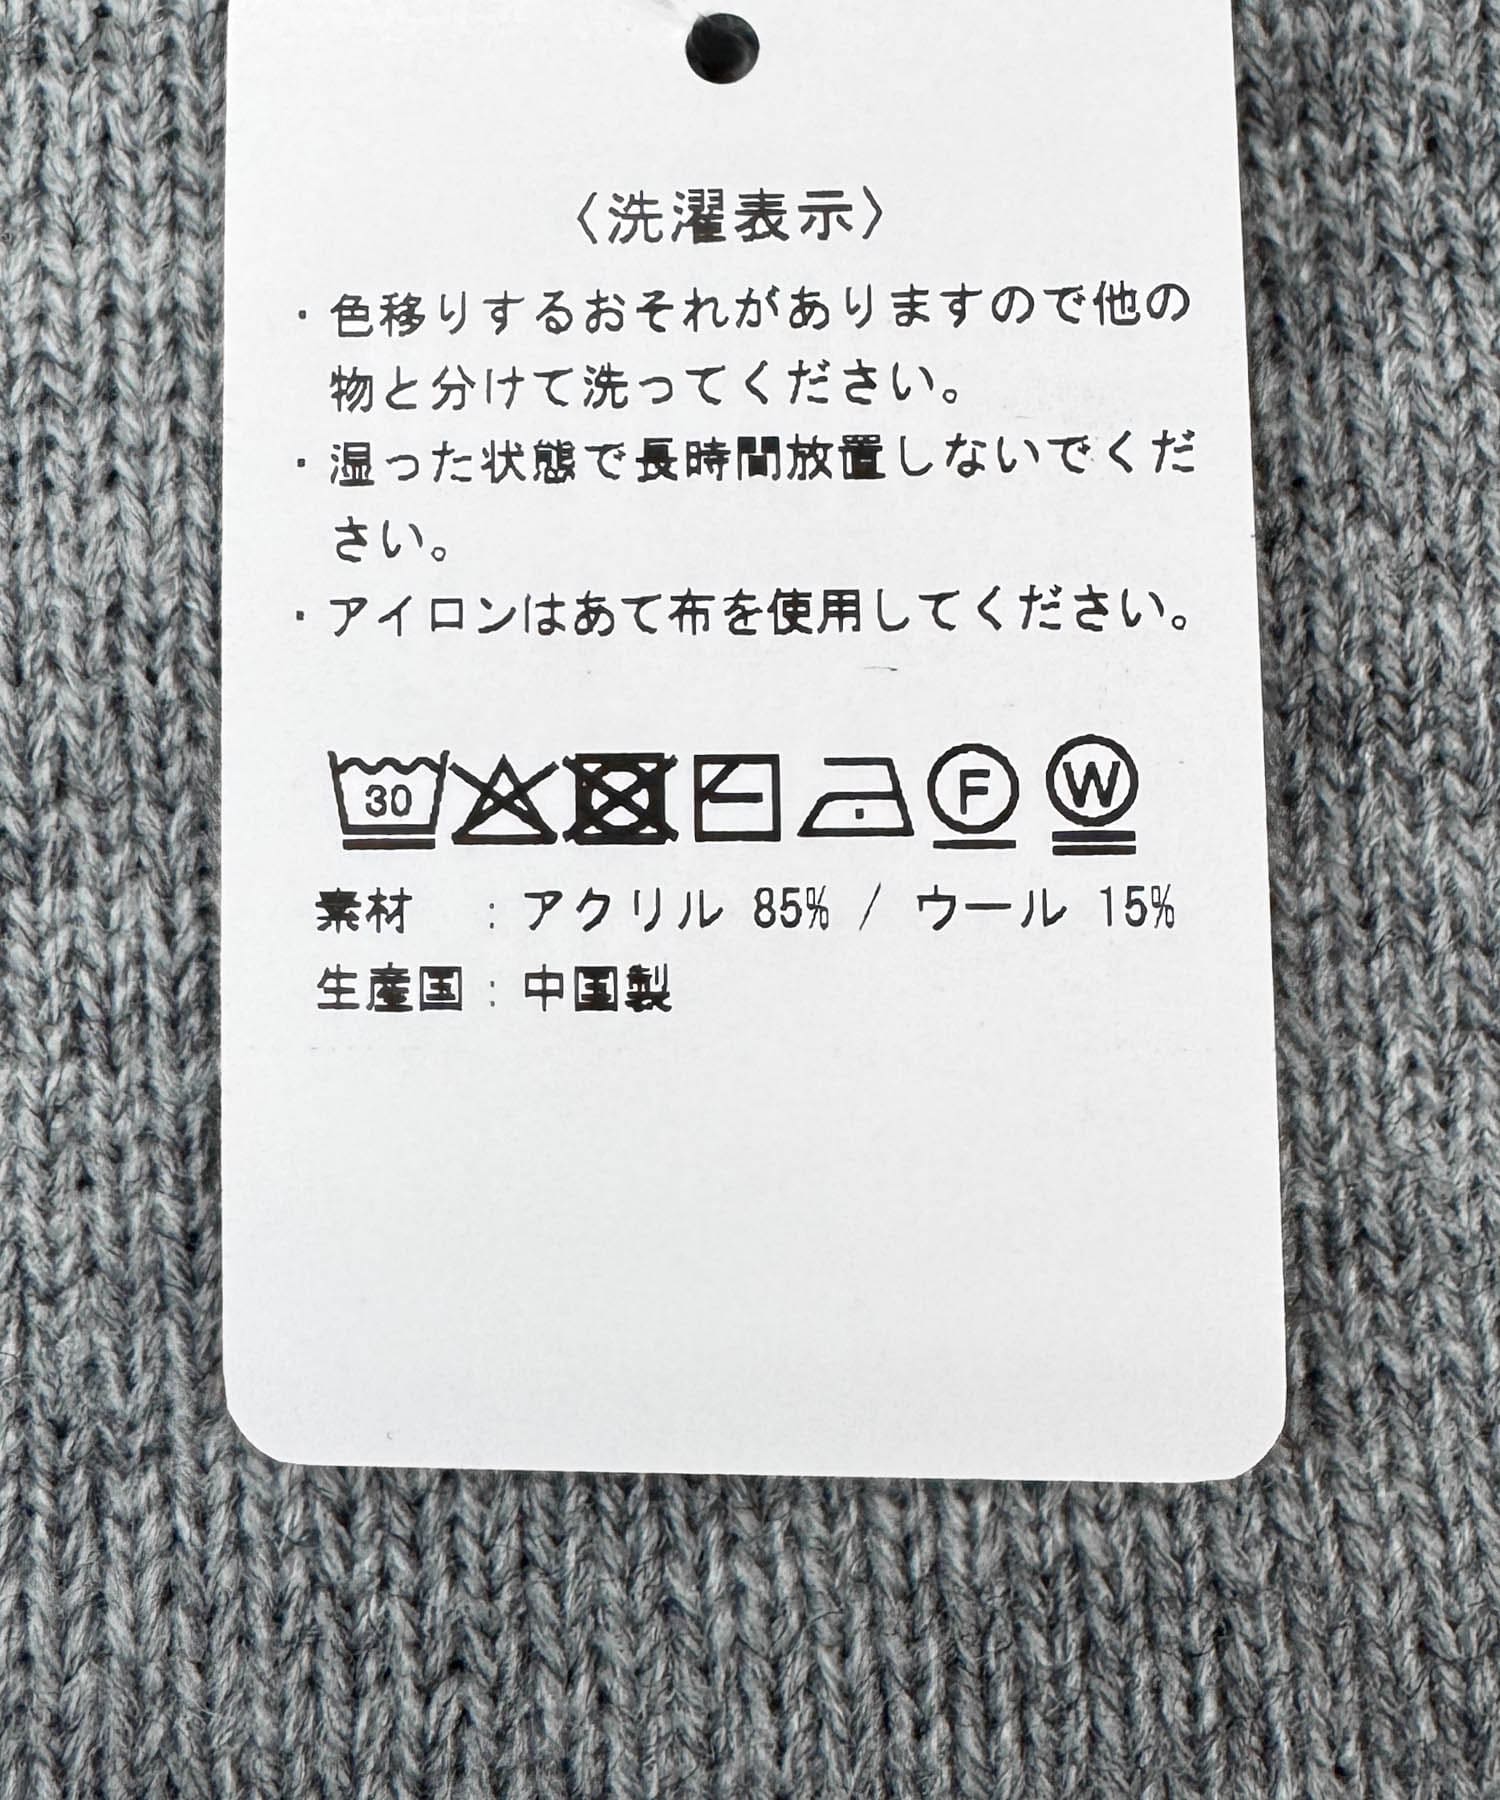 〈洗濯表示〉
・色移りするおそれがありますので他の
物と分けて洗ってください。
・湿った状態で長時間放置しないでくだ
さい。
・アイロンはあて布を使用してください。
30 F W
素材 : アクリル 85% / ウール 15%
生産国 : 中国製